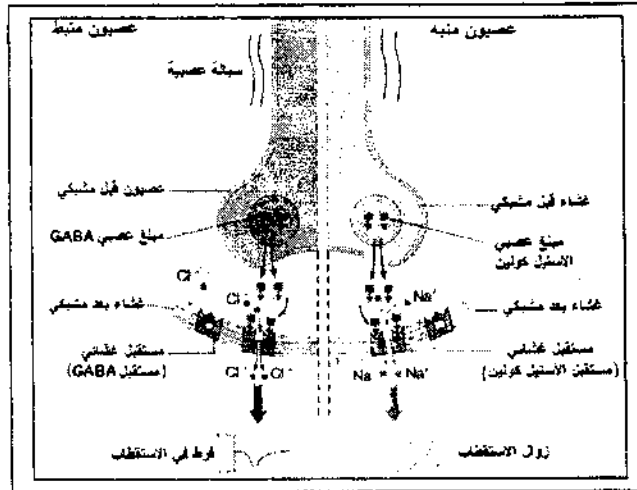 عصبون منبه
عصبون مثبط
سيالة عصبية
غشاء قبل مشبكي
عصبون قبل مشبكي
مبلغ عصبي
الأستيل كولين
مبلغ عصبي GABA
Cl⁻
Cl⁻
Na⁺
غشاء بعد مشبكي
غشاء بعد مشبكي
مستقبل غشائي
(مستقبل الأستيل كولين)
مستقبل غشائي
(مستقبل GABA)
Cl⁻ Cl⁻
Na Na⁺
زوال الاستقطاب
فرط في الاستقطاب